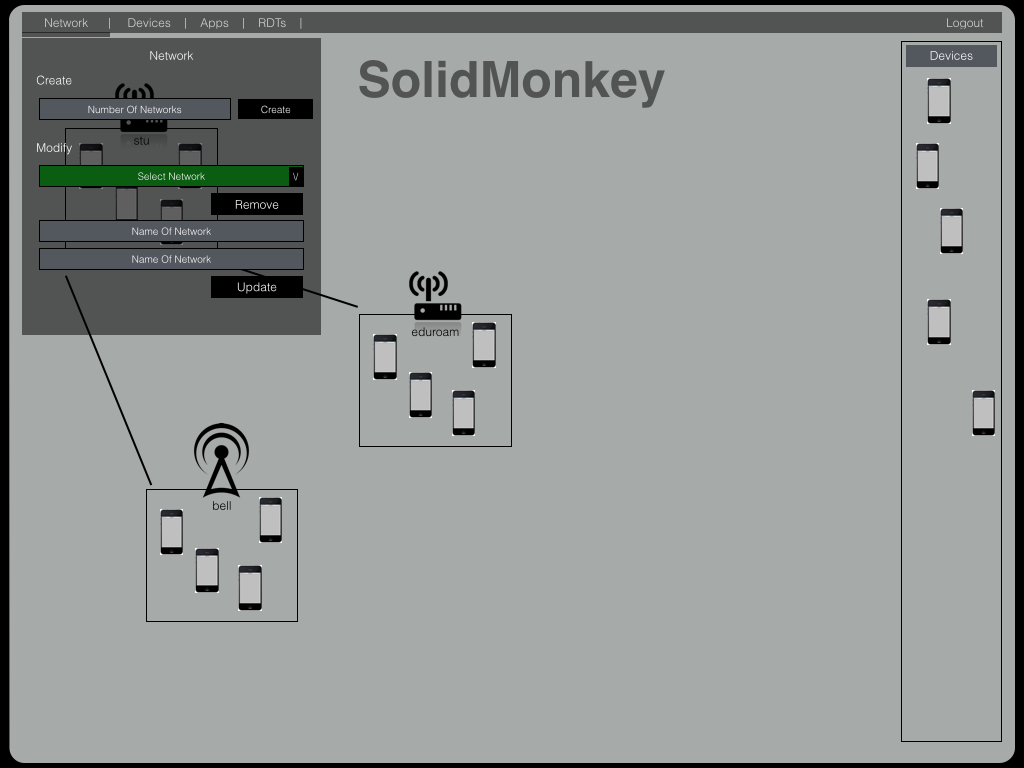 Network | Devices | Apps | RDTs | Logout
Network
SolidMonkey
Devices
Create
Number Of Networks Create
stu
Modify
Select Network V
Remove
Name Of Network
Name Of Network
Update
eduroam
bell